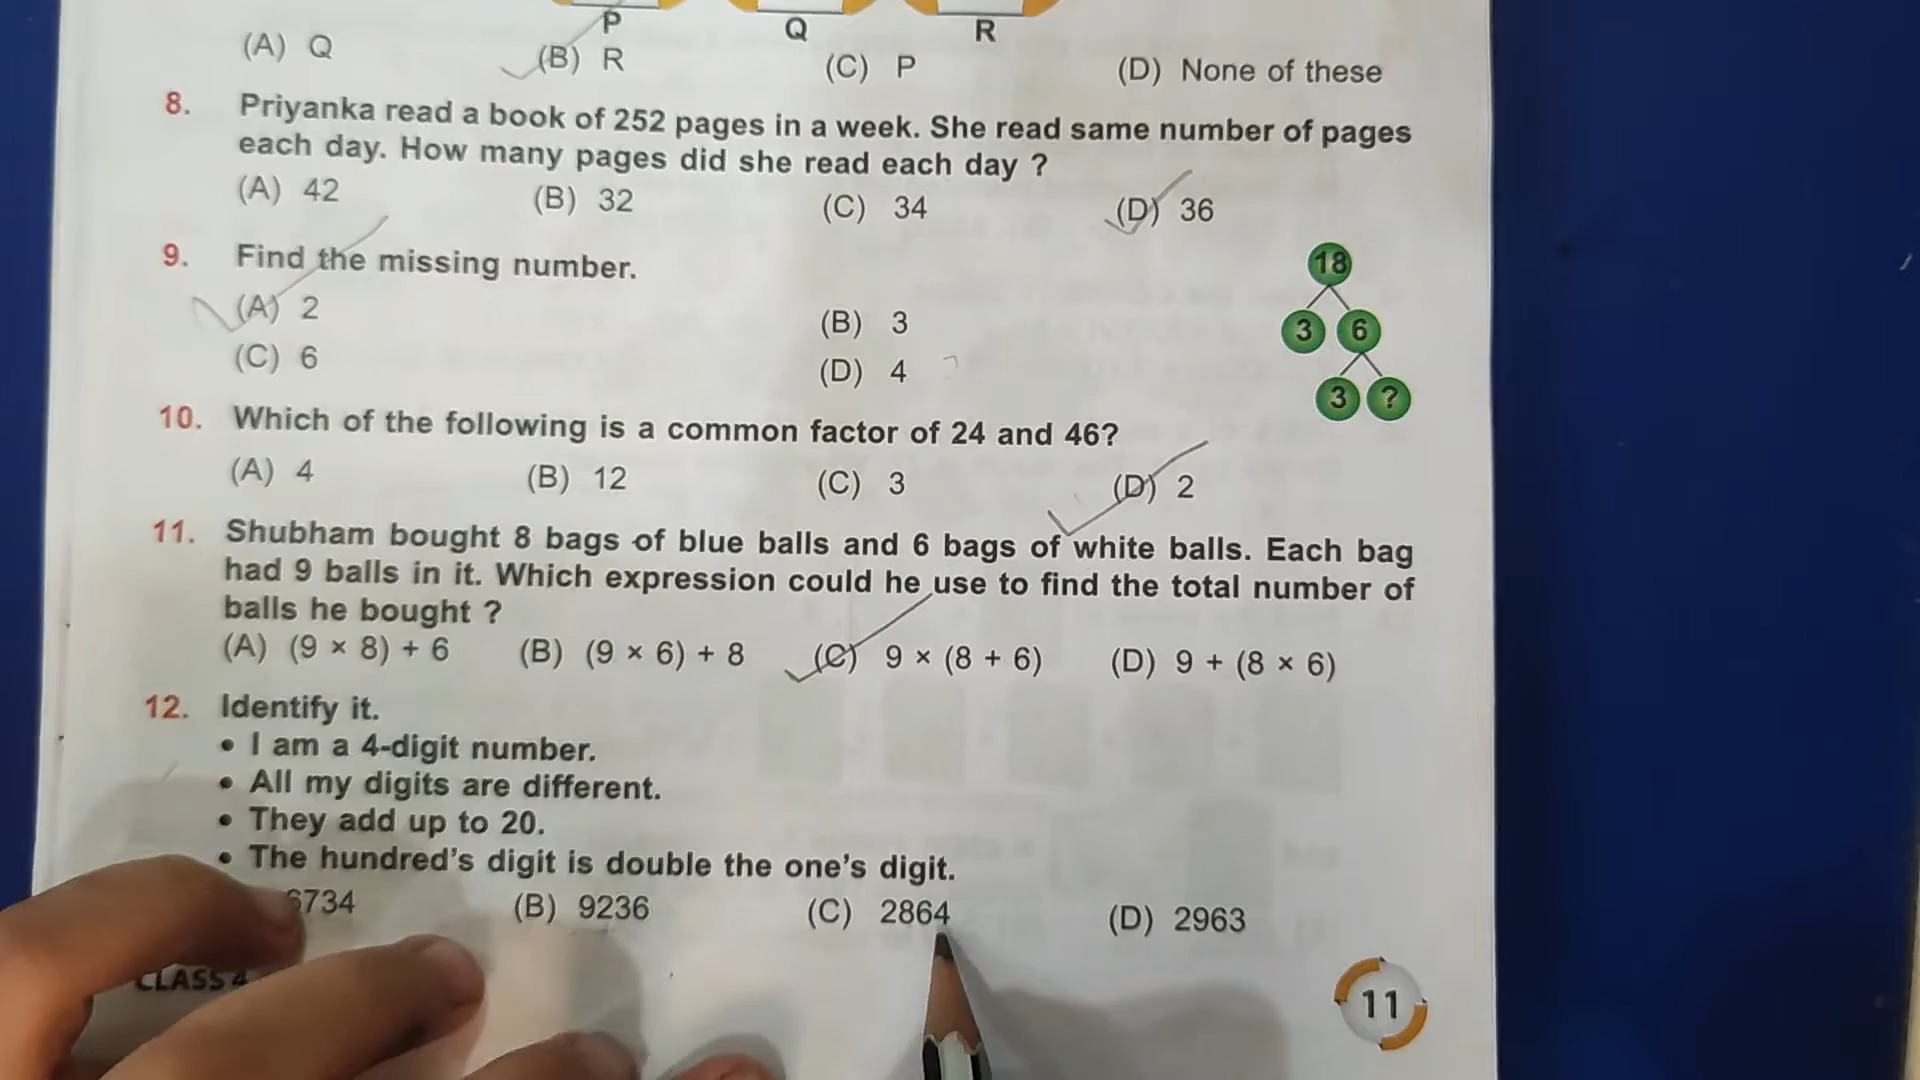 P Q R
(A) Q (B) R (C) P (D) None of these
8. Priyanka read a book of 252 pages in a week. She read same number of pages
each day. How many pages did she read each day ?
(A) 42 (B) 32 (C) 34 (D) 36
9. Find the missing number.
(A) 2 (B) 3
(C) 6 (D) 4
18
3 6
3 ?
10. Which of the following is a common factor of 24 and 46?
(A) 4 (B) 12 (C) 3 (D) 2
11. Shubham bought 8 bags of blue balls and 6 bags of white balls. Each bag
had 9 balls in it. Which expression could he use to find the total number of
balls he bought ?
(A) (9 × 8) + 6 (B) (9 × 6) + 8 (C) 9 × (8 + 6) (D) 9 + (8 × 6)
12. Identify it.
• I am a 4-digit number.
• All my digits are different.
• They add up to 20.
• The hundred's digit is double the one's digit.
6734 (B) 9236 (C) 2864 (D) 2963
CLASS 4
11